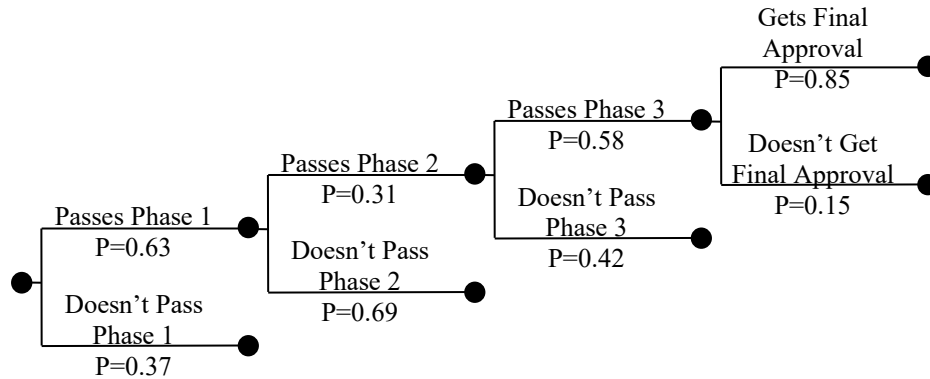 Gets Final
Approval
P=0.85
Passes Phase 3
P=0.58
Doesn’t Get
Final Approval
P=0.15
Passes Phase 2
P=0.31
Doesn’t Pass
Phase 3
P=0.42
Passes Phase 1
P=0.63
Doesn’t Pass
Phase 2
P=0.69
Doesn’t Pass
Phase 1
P=0.37